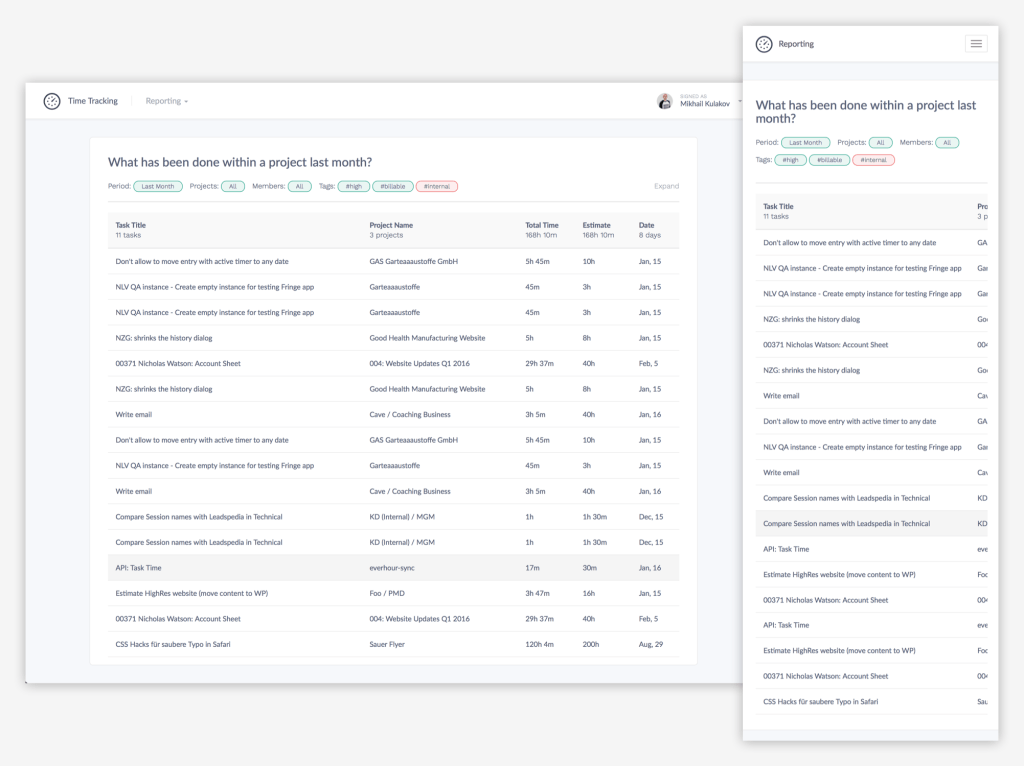 Time Tracking Reporting SIGNED AS Mikhail Kulakov
What has been done within a project last month?
Period: Last Month Projects: All Members: All Tags: #high #billable #internal Expand
Task Title Project Name Total Time Estimate Date
11 tasks 3 projects 168h 10m 168h 10m 8 days
Don't allow to move entry with active timer to any date GAS Garteaaaustoffe GmbH 5h 45m 10h Jan, 15
NLV QA instance - Create empty instance for testing Fringe app Garteaaaustoffe 45m 3h Jan, 15
NLV QA instance - Create empty instance for testing Fringe app Garteaaaustoffe 45m 3h Jan, 15
NZG: shrinks the history dialog Good Health Manufacturing Website 5h 8h Jan, 15
00371 Nicholas Watson: Account Sheet 004: Website Updates Q1 2016 29h 37m 40h Feb, 5
NZG: shrinks the history dialog Good Health Manufacturing Website 5h 8h Jan, 15
Write email Cave / Coaching Business 3h 5m 40h Jan, 16
Don't allow to move entry with active timer to any date GAS Garteaaaustoffe GmbH 5h 45m 10h Jan, 15
NLV QA instance - Create empty instance for testing Fringe app Garteaaaustoffe 45m 3h Jan, 15
Write email Cave / Coaching Business 3h 5m 40h Jan, 16
Compare Session names with Leadspedia in Technical KD (Internal) / MGM 1h 1h 30m Dec, 15
Compare Session names with Leadspedia in Technical KD (Internal) / MGM 1h 1h 30m Dec, 15
API: Task Time everhour-sync 17m 30m Jan, 16
Estimate HighRes website (move content to WP) Foo / PMD 3h 47m 16h Jan, 15
00371 Nicholas Watson: Account Sheet 004: Website Updates Q1 2016 29h 37m 40h Feb, 5
CSS Hacks für saubere Typo in Safari Sauer Flyer 120h 4m 200h Aug, 29
Reporting
What has been done within a project last
month?
Period: Last Month Projects: All Members: All
Tags: #high #billable #internal
Task Title Pro
11 tasks 3 p
Don't allow to move entry with active timer to any date GAS
NLV QA instance - Create empty instance for testing Fringe app Gar
NLV QA instance - Create empty instance for testing Fringe app Gar
NZG: shrinks the history dialog Goo
00371 Nicholas Watson: Account Sheet 004
NZG: shrinks the history dialog Goo
Write email Cav
Don't allow to move entry with active timer to any date GAS
NLV QA instance - Create empty instance for testing Fringe app Gar
Write email Cav
Compare Session names with Leadspedia in Technical KD
Compare Session names with Leadspedia in Technical KD
API: Task Time eve
Estimate HighRes website (move content to WP) Foo
00371 Nicholas Watson: Account Sheet 004
API: Task Time eve
Estimate HighRes website (move content to WP) Foo
00371 Nicholas Watson: Account Sheet 004
CSS Hacks für saubere Typo in Safari Sau